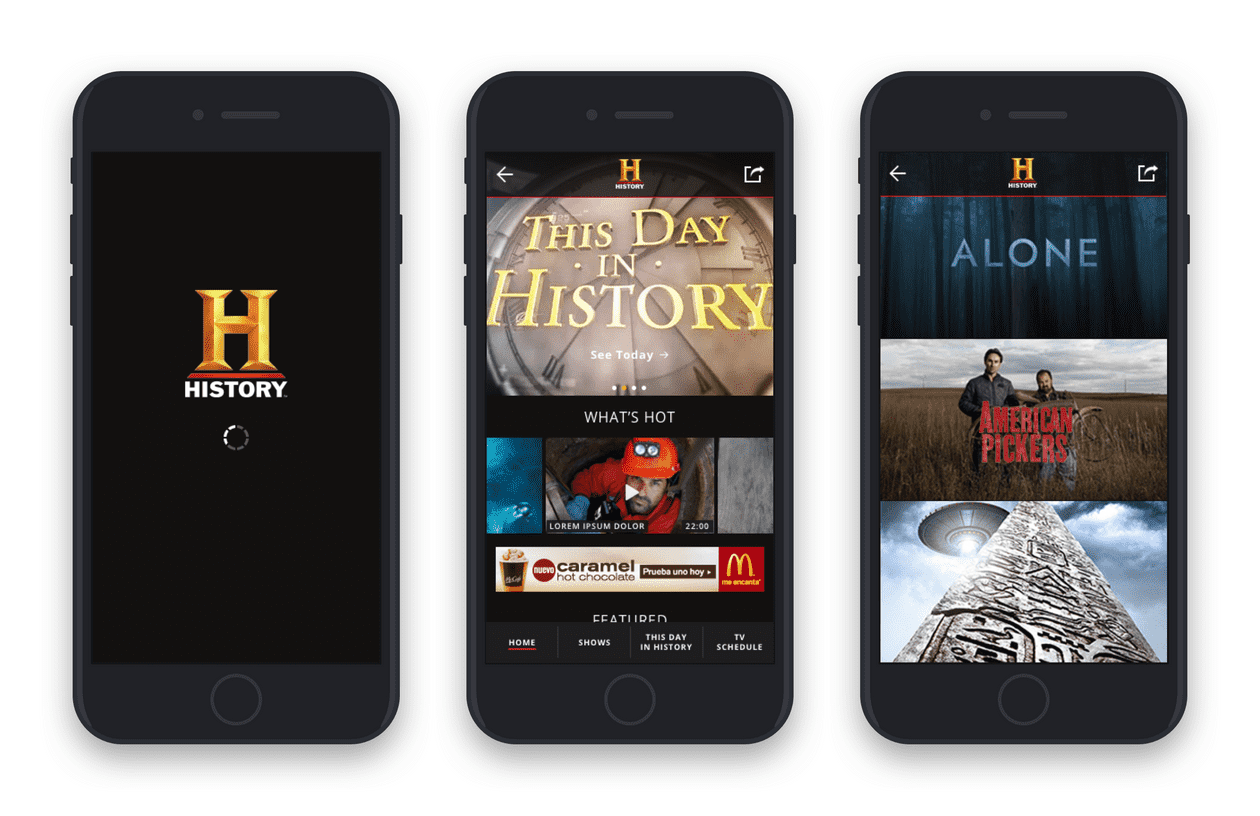 H
HISTORY
H
HISTORY
THIS DAY
· IN ·
HISTORY
See Today →
WHAT'S HOT
LOREM IPSUM DOLOR
22:00
McCafé
nuevo
caramel
hot chocolate
Prueba uno hoy
me encanta
FEATURED
HOME
SHOWS
THIS DAY
IN HISTORY
TV
SCHEDULE
H
HISTORY
ALONE
AMERICAN
PICKERS